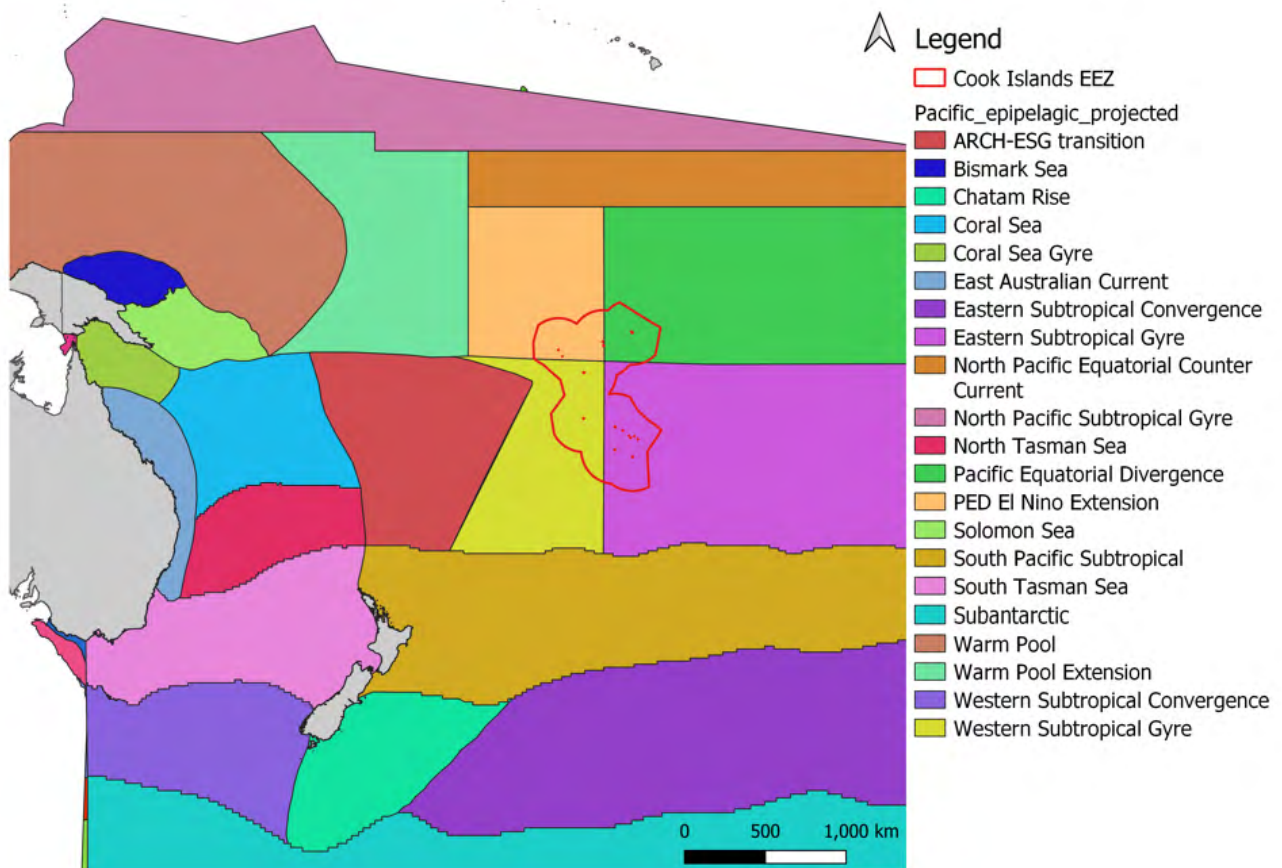 Legend
Cook Islands EEZ
Pacific_epipelagic_projected
ARCH-ESG transition
Bismark Sea
Chatam Rise
Coral Sea
Coral Sea Gyre
East Australian Current
Eastern Subtropical Convergence
Eastern Subtropical Gyre
North Pacific Equatorial Counter
Current
North Pacific Subtropical Gyre
North Tasman Sea
Pacific Equatorial Divergence
PED El Nino Extension
Solomon Sea
South Pacific Subtropical
South Tasman Sea
Subantarctic
Warm Pool
Warm Pool Extension
Western Subtropical Convergence
Western Subtropical Gyre
0 500 1,000 km